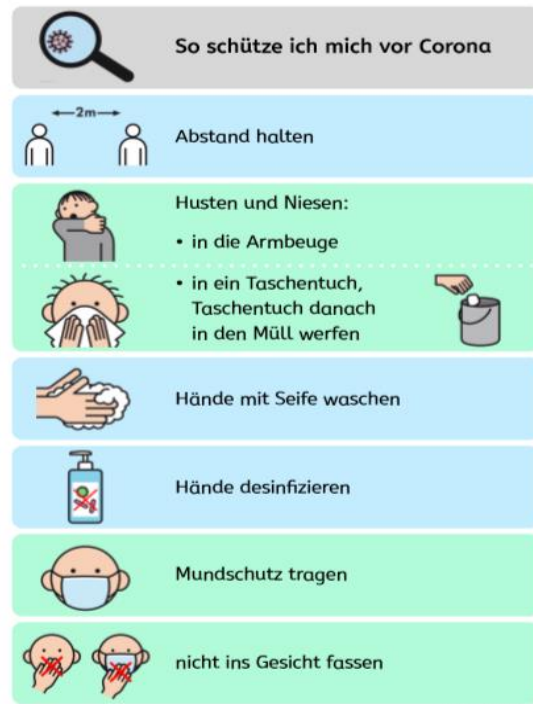 So schütze ich mich vor Corona
2m
Abstand halten
Husten und Niesen:
• in die Armbeuge
• in ein Taschentuch,
Taschentuch danach
in den Müll werfen
Hände mit Seife waschen
Hände desinfizieren
Mundschutz tragen
nicht ins Gesicht fassen